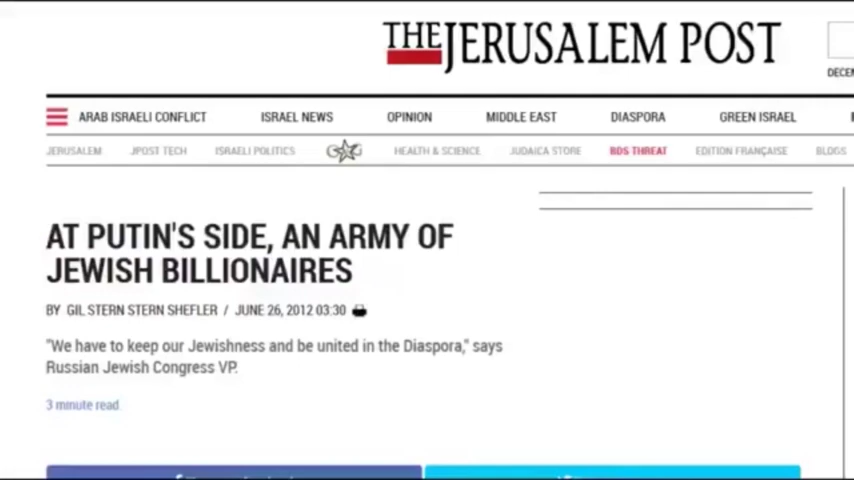 THE JERUSALEM POST
DECEM
ARAB ISRAELI CONFLICT ISRAEL NEWS OPINION MIDDLE EAST DIASPORA GREEN ISRAEL
JERUSALEM JPOST TECH ISRAELI POLITICS HEALTH & SCIENCE JUDAICA STORE BDS THREAT EDITION FRANÇAISE BLOGS
AT PUTIN'S SIDE, AN ARMY OF
JEWISH BILLIONAIRES
BY GIL STERN STERN SHEFLER / JUNE 26, 2012 03:30
"We have to keep our Jewishness and be united in the Diaspora," says
Russian Jewish Congress VP.
3 minute read.